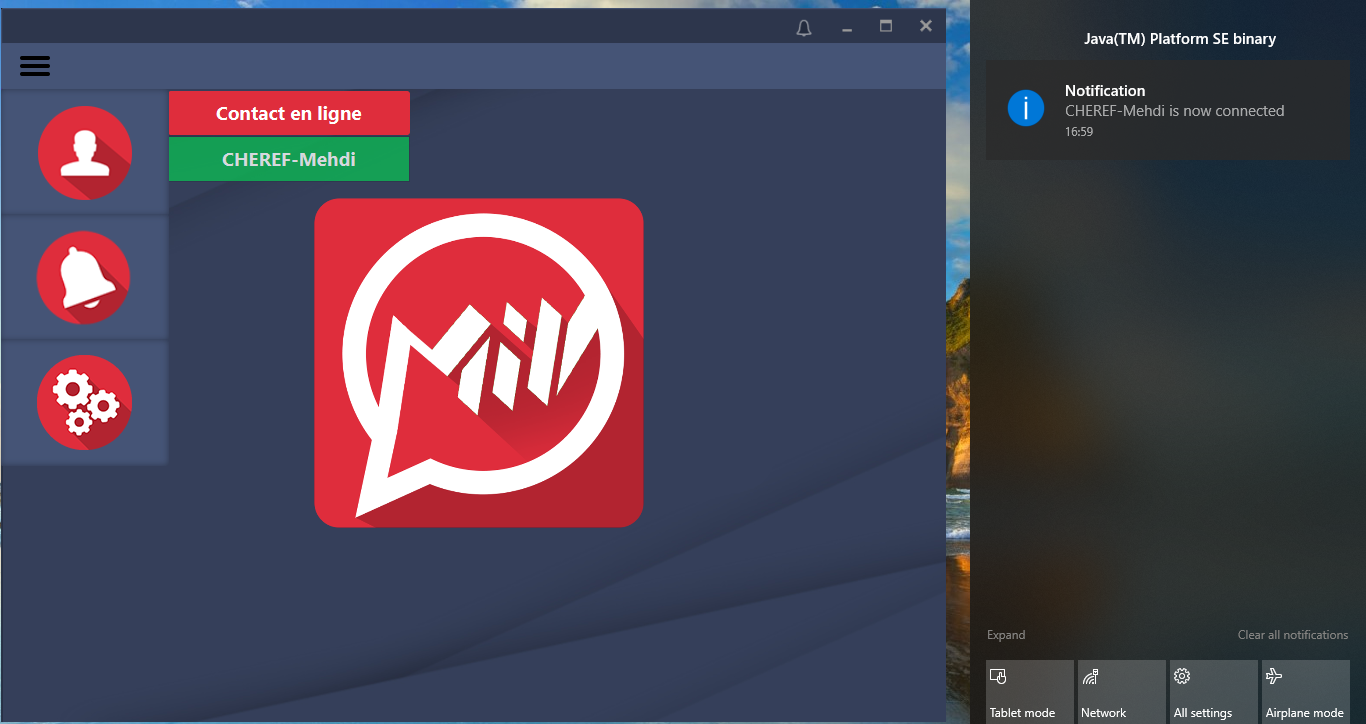 Contact en ligne
CHEREF-Mehdi
Java(TM) Platform SE binary
Notification
CHEREF-Mehdi is now connected
16:59
Expand
Clear all notifications
Tablet mode
Network
All settings
Airplane mode